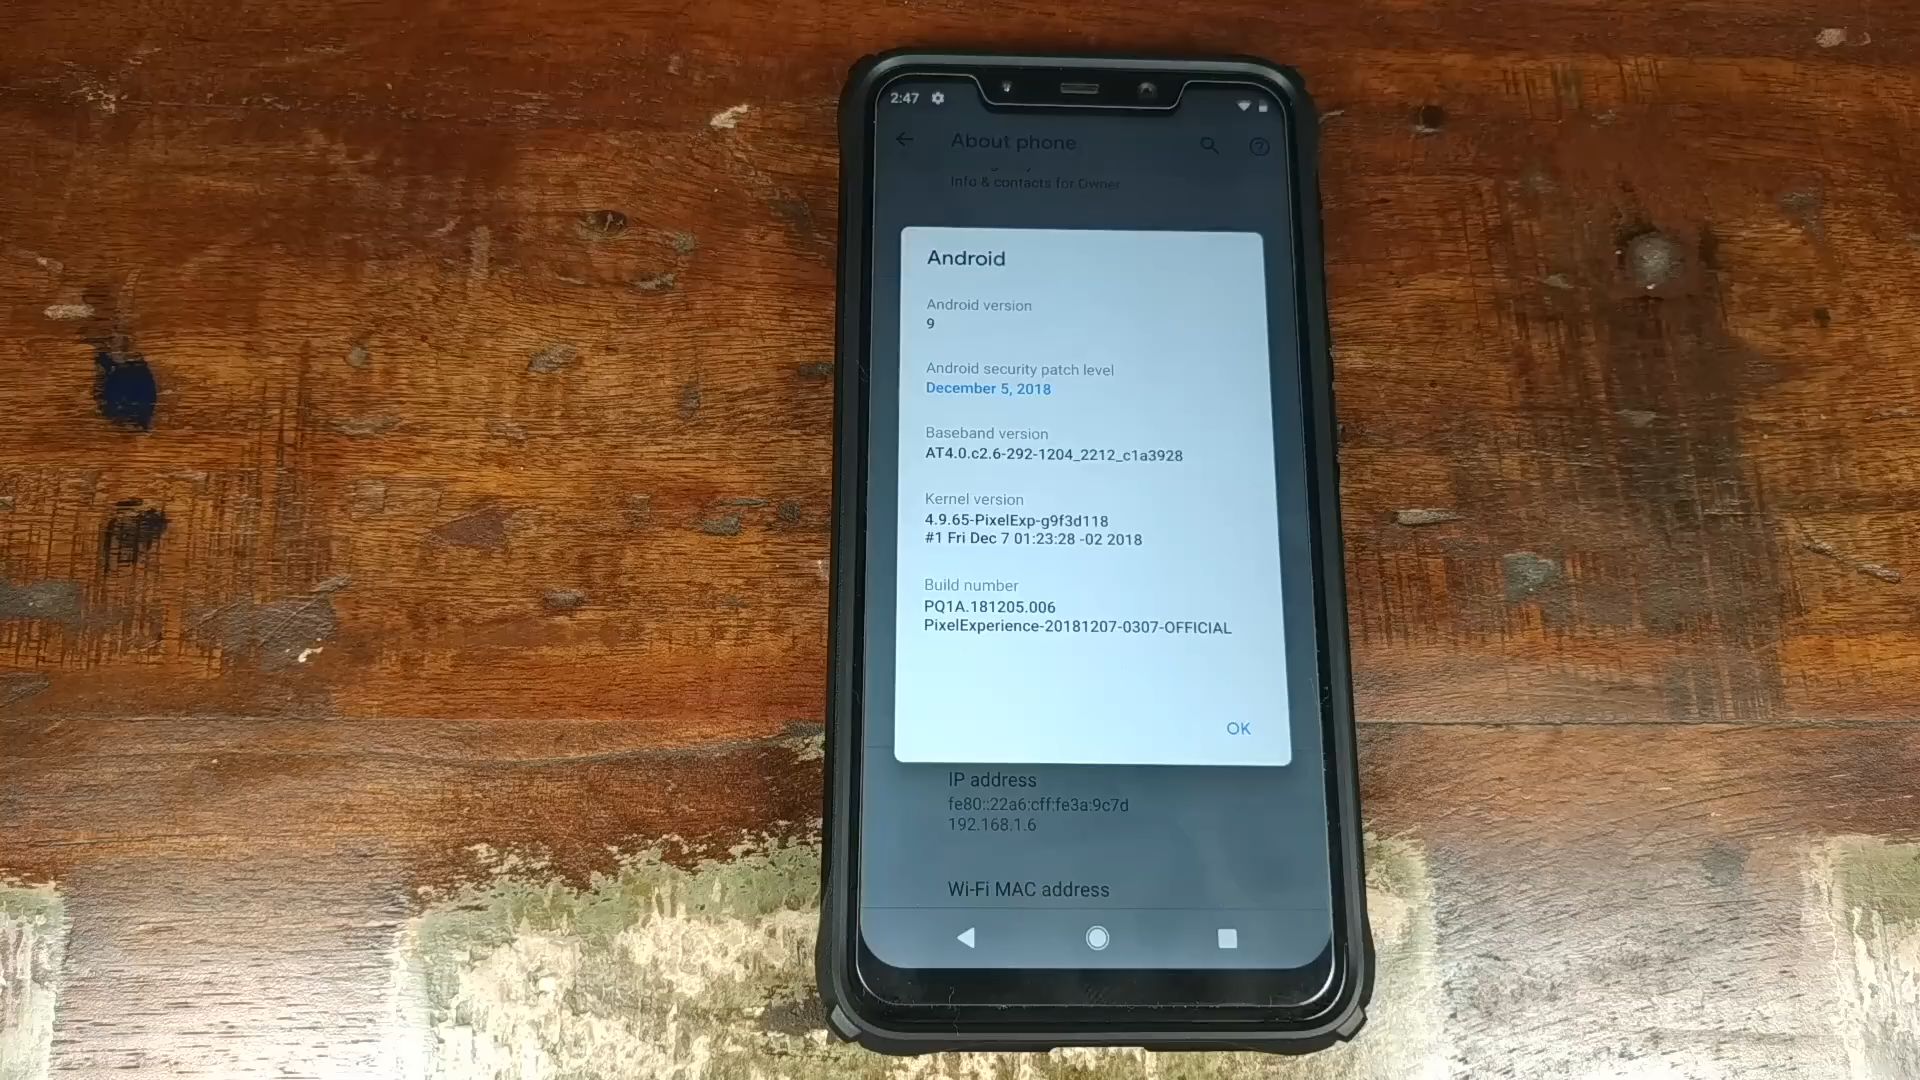 2:47
About phone
Info & contacts for Owner
Android
Android version
9
Android security patch level
December 5, 2018
Baseband version
AT4.0.c2.6-292-1204_2212_c1a3928
Kernel version
4.9.65-PixelExp-g9f3d118
#1 Fri Dec 7 01:23:28 -02 2018
Build number
PQ1A.181205.006
PixelExperience-20181207-0307-OFFICIAL
OK
IP address
fe80::22a6:cff:fe3a:9c7d
192.168.1.6
Wi-Fi MAC address